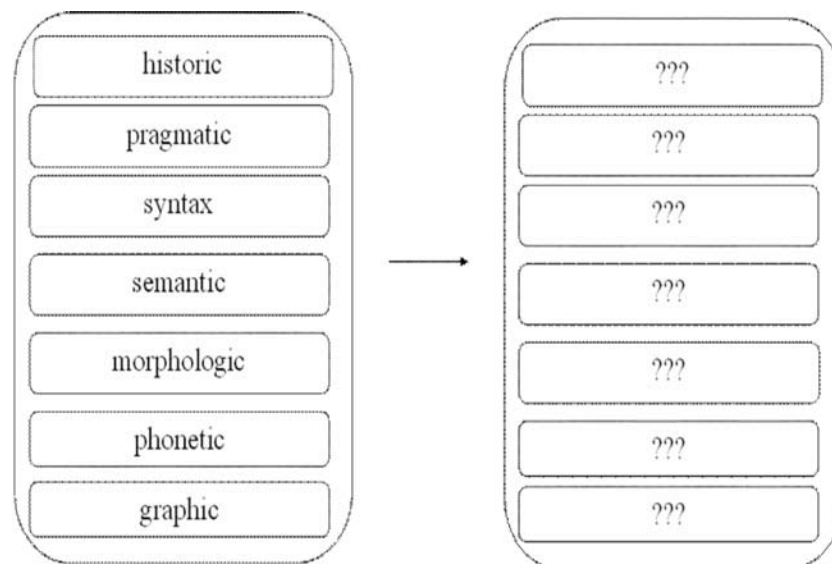 historic
pragmatic
syntax
semantic
morphologic
phonetic
graphic
???
???
???
???
???
???
???